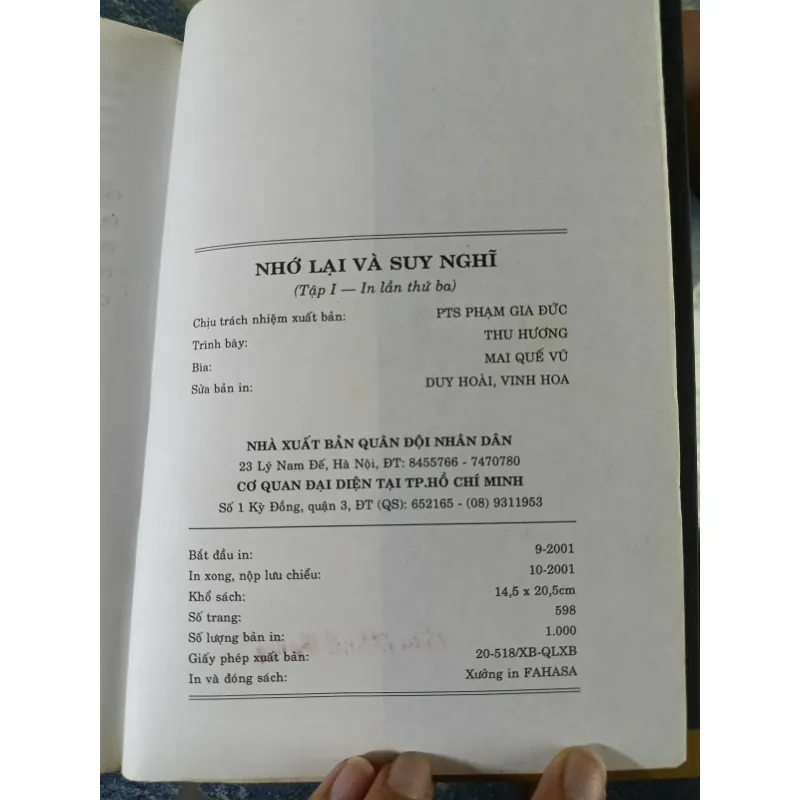 NHỚ LẠI VÀ SUY NGHĨ
(Tập I — In lần thứ ba)
Chịu trách nhiệm xuất bản: PTS PHẠM GIA ĐỨC
Trình bày: THU HƯƠNG
Bìa: MAI QUẾ VŨ
Sửa bản in: DUY HOÀI, VINH HOA
NHÀ XUẤT BẢN QUÂN ĐỘI NHÂN DÂN
23 Lý Nam Đế, Hà Nội, ĐT: 8455766 - 7470780
CƠ QUAN ĐẠI DIỆN TẠI TP.HỒ CHÍ MINH
Số 1 Kỳ Đồng, quận 3, ĐT (QS): 652165 - (08) 9311953
Bắt đầu in: 9-2001
In xong, nộp lưu chiểu: 10-2001
Khổ sách: 14,5 x 20,5cm
Số trang: 598
Số lượng bản in: 1.000
Giấy phép xuất bản: 20-518/XB-QLXB
In và đóng sách: Xưởng in FAHASA